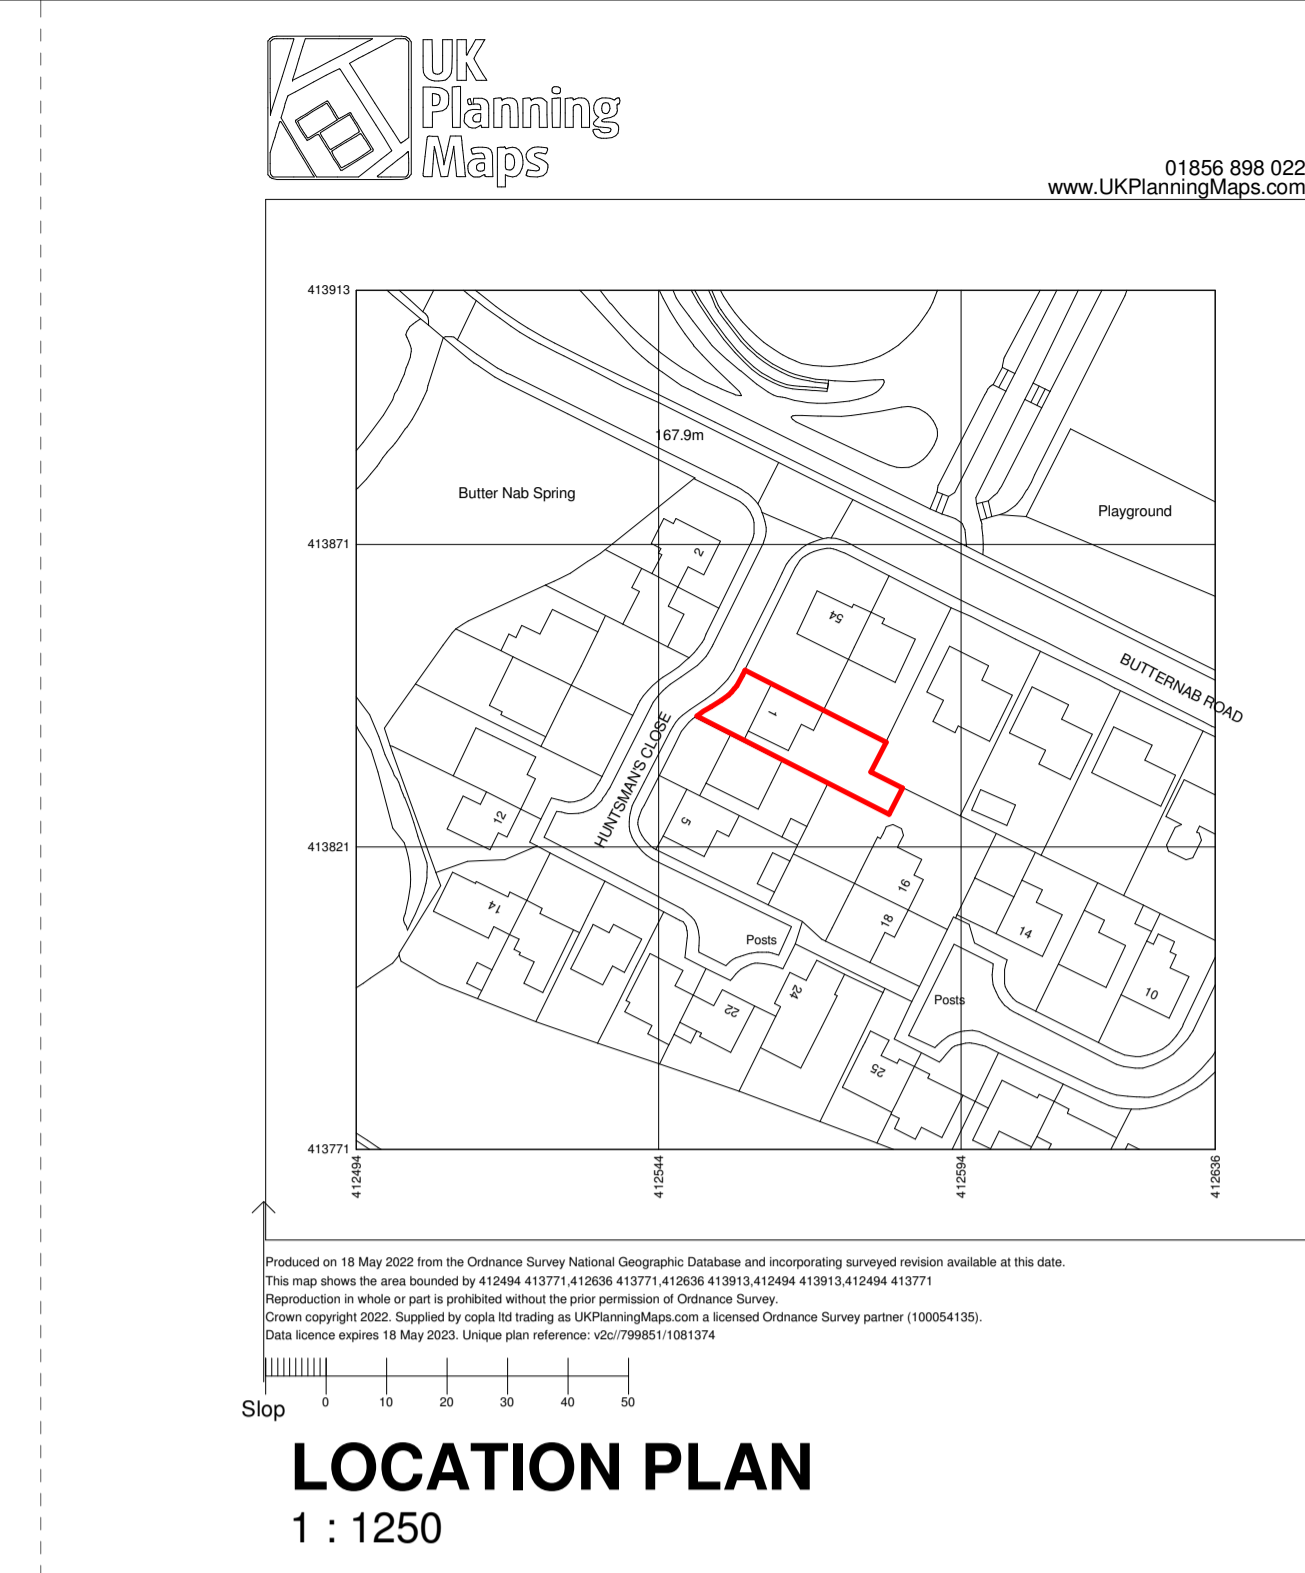 UK
Planning
Maps
01856 898 022
www.UKPlanningMaps.com
413913
167.9m
Butter Nab Spring
Playground
413871
2
54
BUTTERNAB ROAD
1
HUNTSMAN'S CLOSE
12
5
413821
16
14
18
14
Posts
10
24
Posts
22
25
413771
412494
412544
412594
412636
Produced on 18 May 2022 from the Ordnance Survey National Geographic Database and incorporating surveyed revision available at this date.
This map shows the area bounded by 412494 413771,412636 413771,412636 413913,412494 413913,412494 413771
Reproduction in whole or part is prohibited without the prior permission of Ordnance Survey.
Crown copyright 2022. Supplied by copla ltd trading as UKPlanningMaps.com a licensed Ordnance Survey partner (100054135).
Data licence expires 18 May 2023. Unique plan reference: v2c//799851/1081374
0 10 20 30 40 50
Slop
LOCATION PLAN
1 : 1250